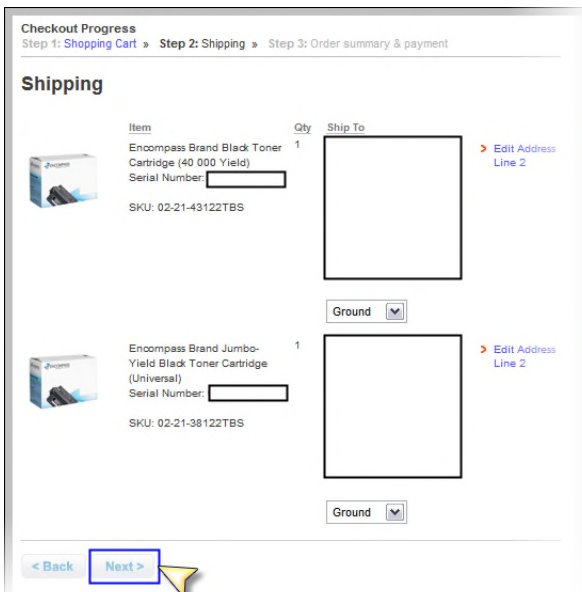 Checkout Progress
Step 1: Shopping Cart » Step 2: Shipping » Step 3: Order summary & payment
Shipping
Item Qty Ship To
Encompass Brand Black Toner 1
Cartridge (40 000 Yield)
Serial Number:
SKU: 02-21-43122TBS
> Edit Address
Line 2
Ground
Encompass Brand Jumbo- 1
Yield Black Toner Cartridge
(Universal)
Serial Number:
SKU: 02-21-38122TBS
> Edit Address
Line 2
Ground
< Back Next >